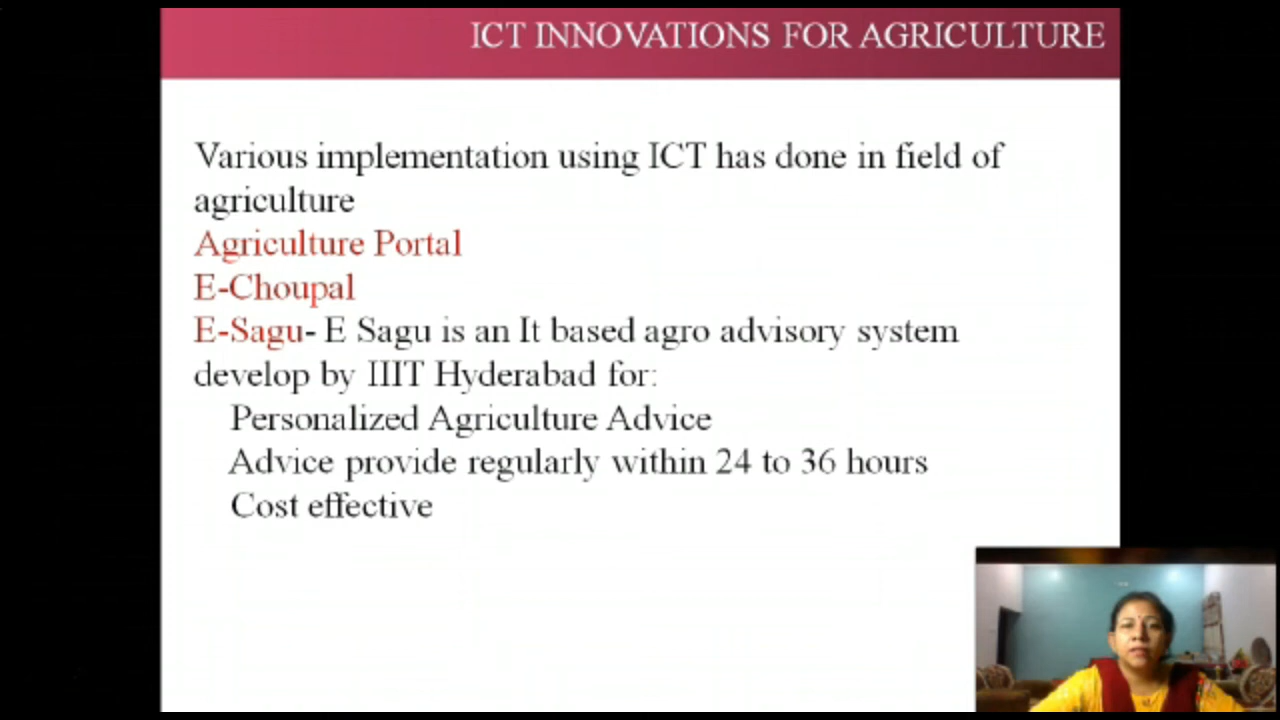 ICT INNOVATIONS FOR AGRICULTURE
Various implementation using ICT has done in field of
agriculture
Agriculture Portal
E-Choupal
E-Sagu- E Sagu is an It based agro advisory system
develop by IIIT Hyderabad for:
Personalized Agriculture Advice
Advice provide regularly within 24 to 36 hours
Cost effective